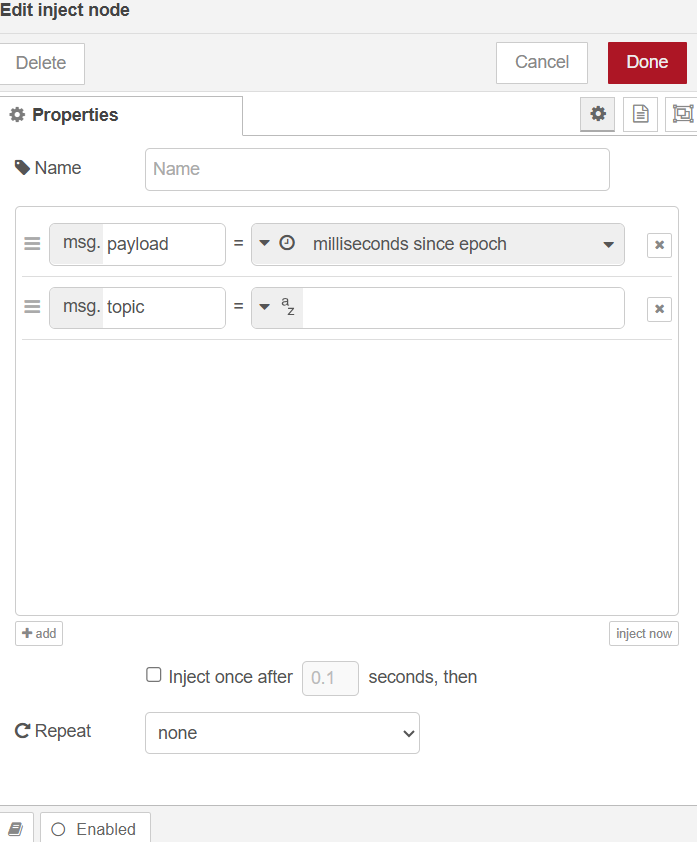 Edit inject node
Delete Cancel Done
Properties
Name Name
msg. payload = milliseconds since epoch
msg. topic = a z
add inject now
Inject once after 0.1 seconds, then
Repeat none
Enabled